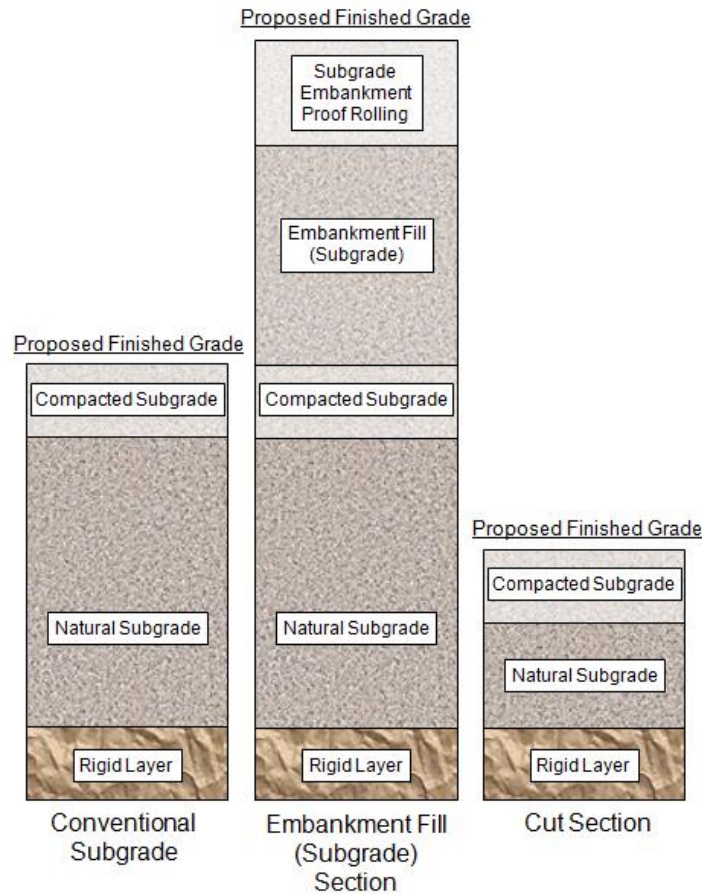 Proposed Finished Grade
Subgrade
Embankment
Proof Rolling
Embankment Fill
(Subgrade)
Proposed Finished Grade
Compacted Subgrade
Compacted Subgrade
Proposed Finished Grade
Compacted Subgrade
Natural Subgrade
Natural Subgrade
Natural Subgrade
Rigid Layer
Rigid Layer
Rigid Layer
Conventional
Subgrade
Embankment Fill
(Subgrade)
Section
Cut Section